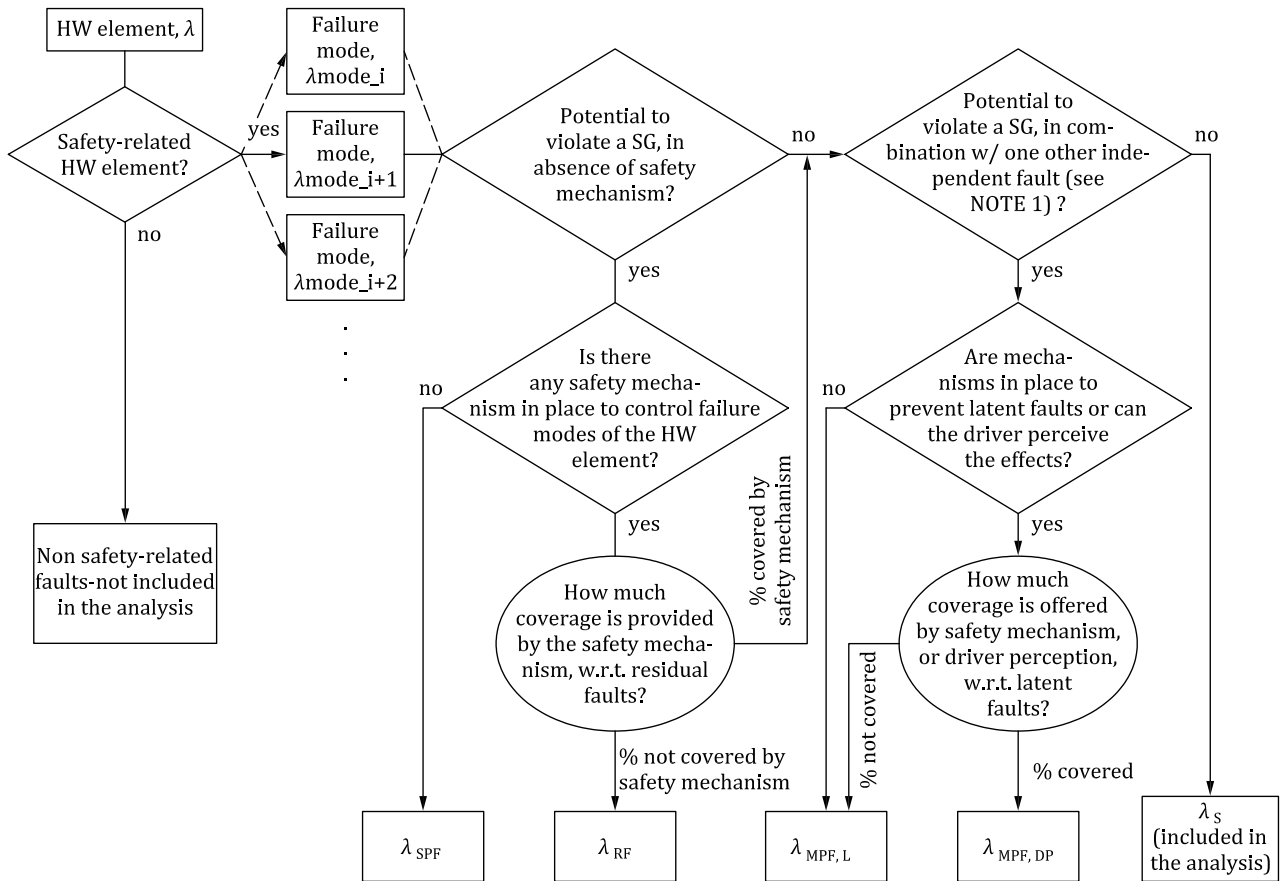 HW element, λ
Safety-related
HW element?
yes
no
Non safety-related
faults-not included
in the analysis
Failure
mode,
λmode_i
Failure
mode,
λmode_i+1
Failure
mode,
λmode_i+2
.
.
.
Potential to
violate a SG, in
absence of safety
mechanism?
no
yes
Is there
any safety mecha-
nism in place to control failure
modes of the HW
element?
no
yes
How much
coverage is provided
by the safety mecha-
nism, w.r.t. residual
faults?
% covered by
safety mechanism
% not covered by
safety mechanism
Potential to
violate a SG, in com-
bination w/ one other inde-
pendent fault (see
NOTE 1) ?
no
yes
Are mecha-
nisms in place to
prevent latent faults or can
the driver perceive
the effects?
no
yes
How much
coverage is offered
by safety mechanism,
or driver perception,
w.r.t. latent
faults?
% not covered
% covered
λ SPF
λ RF
λ MPF, L
λ MPF, DP
λ S
(included in
the analysis)